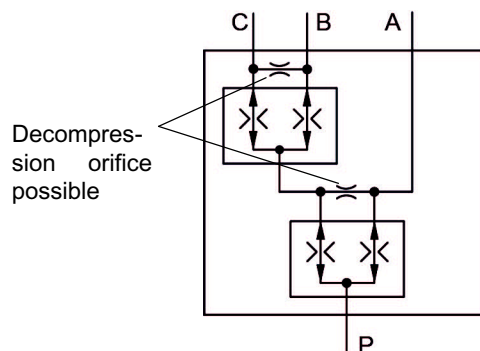 C B A
Decompres-
sion orifice
possible
P